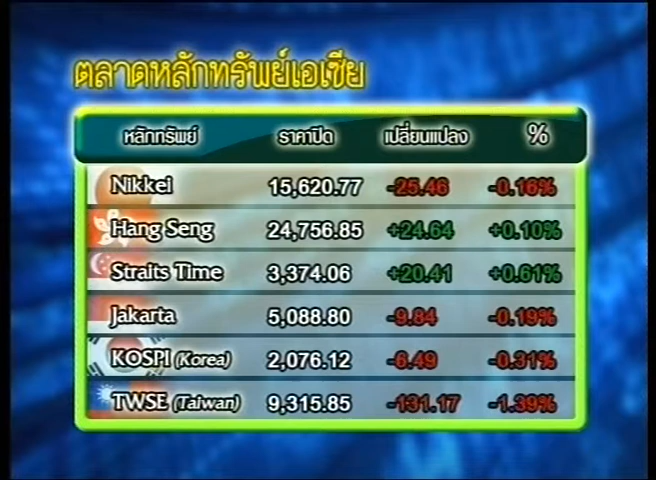 ตลาดหลักทรัพย์เอเชีย
หลักทรัพย์ ราคาปิด เปลี่ยนแปลง %
Nikkei 15,620.77 -25.46 -0.16%
Hang Seng 24,756.85 +24.64 +0.10%
Straits Time 3,374.06 +20.41 +0.61%
Jakarta 5,088.80 -9.84 -0.19%
KOSPI (Korea) 2,076.12 -6.49 -0.31%
TWSE (Taiwan) 9,315.85 -131.17 -1.39%